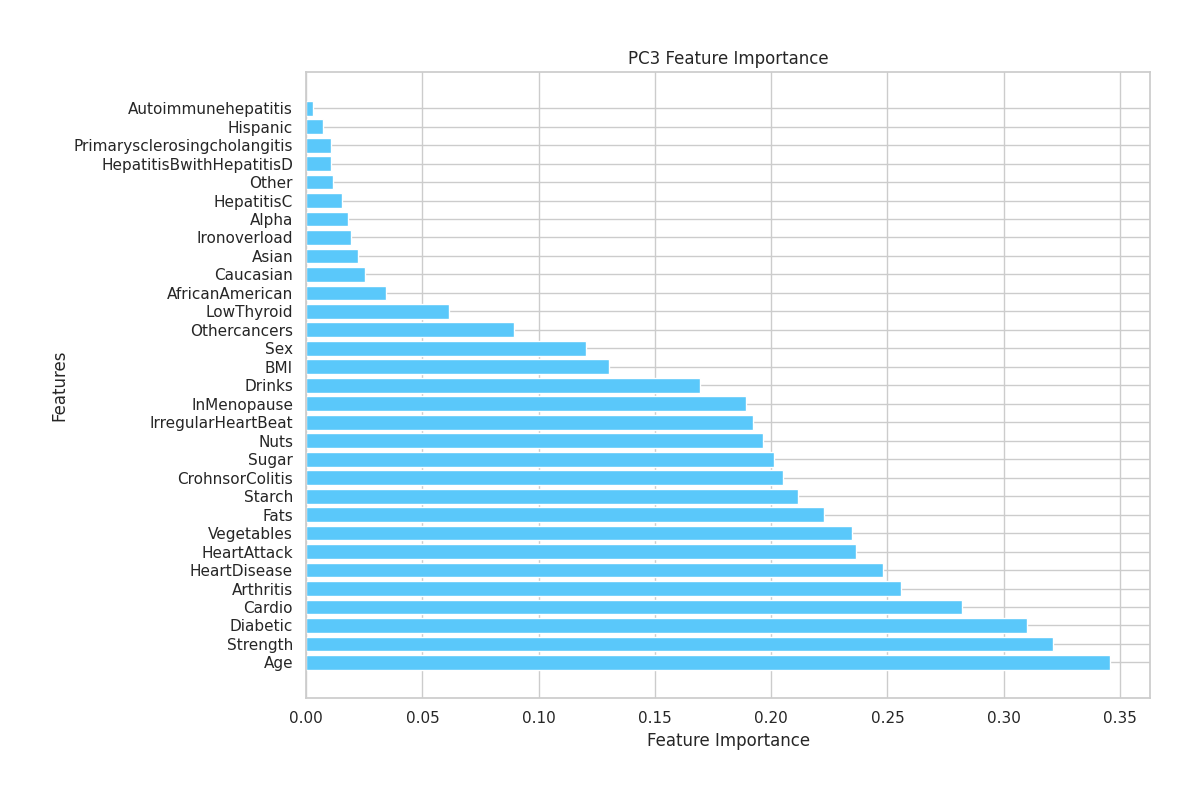 PC3 Feature Importance
Autoimmunehepatitis
Hispanic
Primarysclerosingcholangitis
HepatitisBwithHepatitisD
Other
HepatitisC
Alpha
Ironoverload
Asian
Caucasian
AfricanAmerican
LowThyroid
Othercancers
Sex
BMI
Drinks
InMenopause
IrregularHeartBeat
Nuts
Sugar
CrohnsorColitis
Starch
Fats
Vegetables
HeartAttack
HeartDisease
Arthritis
Cardio
Diabetic
Strength
Age
Features
0.00 0.05 0.10 0.15 0.20 0.25 0.30 0.35
Feature Importance